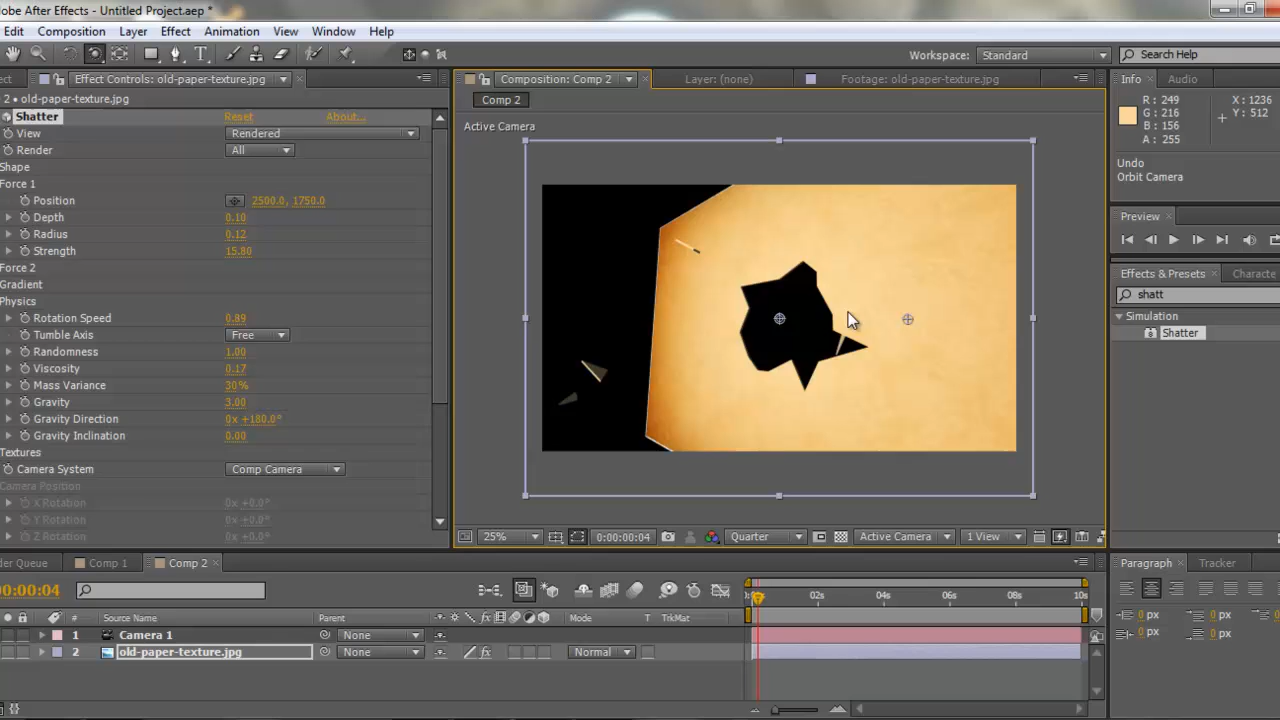 dobe After Effects - Untitled Project.aep *
Edit Composition Layer Effect Animation View Window Help
Workspace: Standard Search Help
ect Effect Controls: old-paper-texture.jpg Composition: Comp 2 Layer: (none) Footage: old-paper-texture.jpg Info Audio
2 • old-paper-texture.jpg
Comp 2
Shatter Reset About...
View Rendered
Render All
Shape
Force 1
Position 2500.0, 1750.0
Depth 0.10
Radius 0.12
Strength 15.80
Force 2
Gradient
Physics
Rotation Speed 0.89
Tumble Axis Free
Randomness 1.00
Viscosity 0.17
Mass Variance 30%
Gravity 3.00
Gravity Direction 0x +180.0°
Gravity Inclination 0.00
Textures
Camera System Comp Camera
Camera Position
X Rotation 0x +0.0°
Y Rotation 0x +0.0°
Z Rotation 0x +0.0°
Active Camera
25% 0:00:00:04 Quarter Active Camera 1 View
R : 249 X : 1236
G : 216 Y : 512
B : 156
A : 255
Undo
Orbit Camera
Preview
Effects & Presets Characte
shatt
Simulation
Shatter
der Queue Comp 1 Comp 2
00:00:04
02s 04s 06s 08s 10s
# Source Name Parent Mode T TrkMat
1 Camera 1 None
2 old-paper-texture.jpg None Normal
Paragraph Tracker
0 px 0 px
0 px 0 px